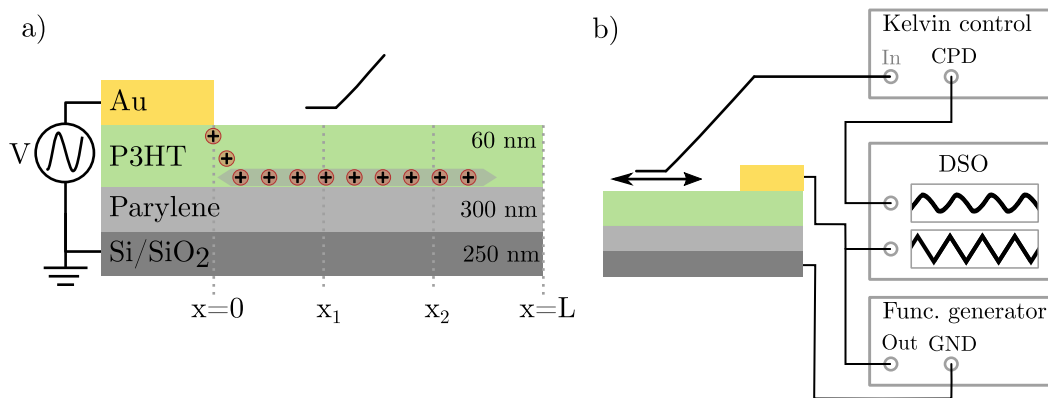 a)
Au
V
P3HT
60 nm
Parylene
300 nm
Si/SiO₂
250 nm
x=0
x₁
x₂
x=L
b)
Kelvin control
In
CPD
DSO
Func. generator
Out
GND